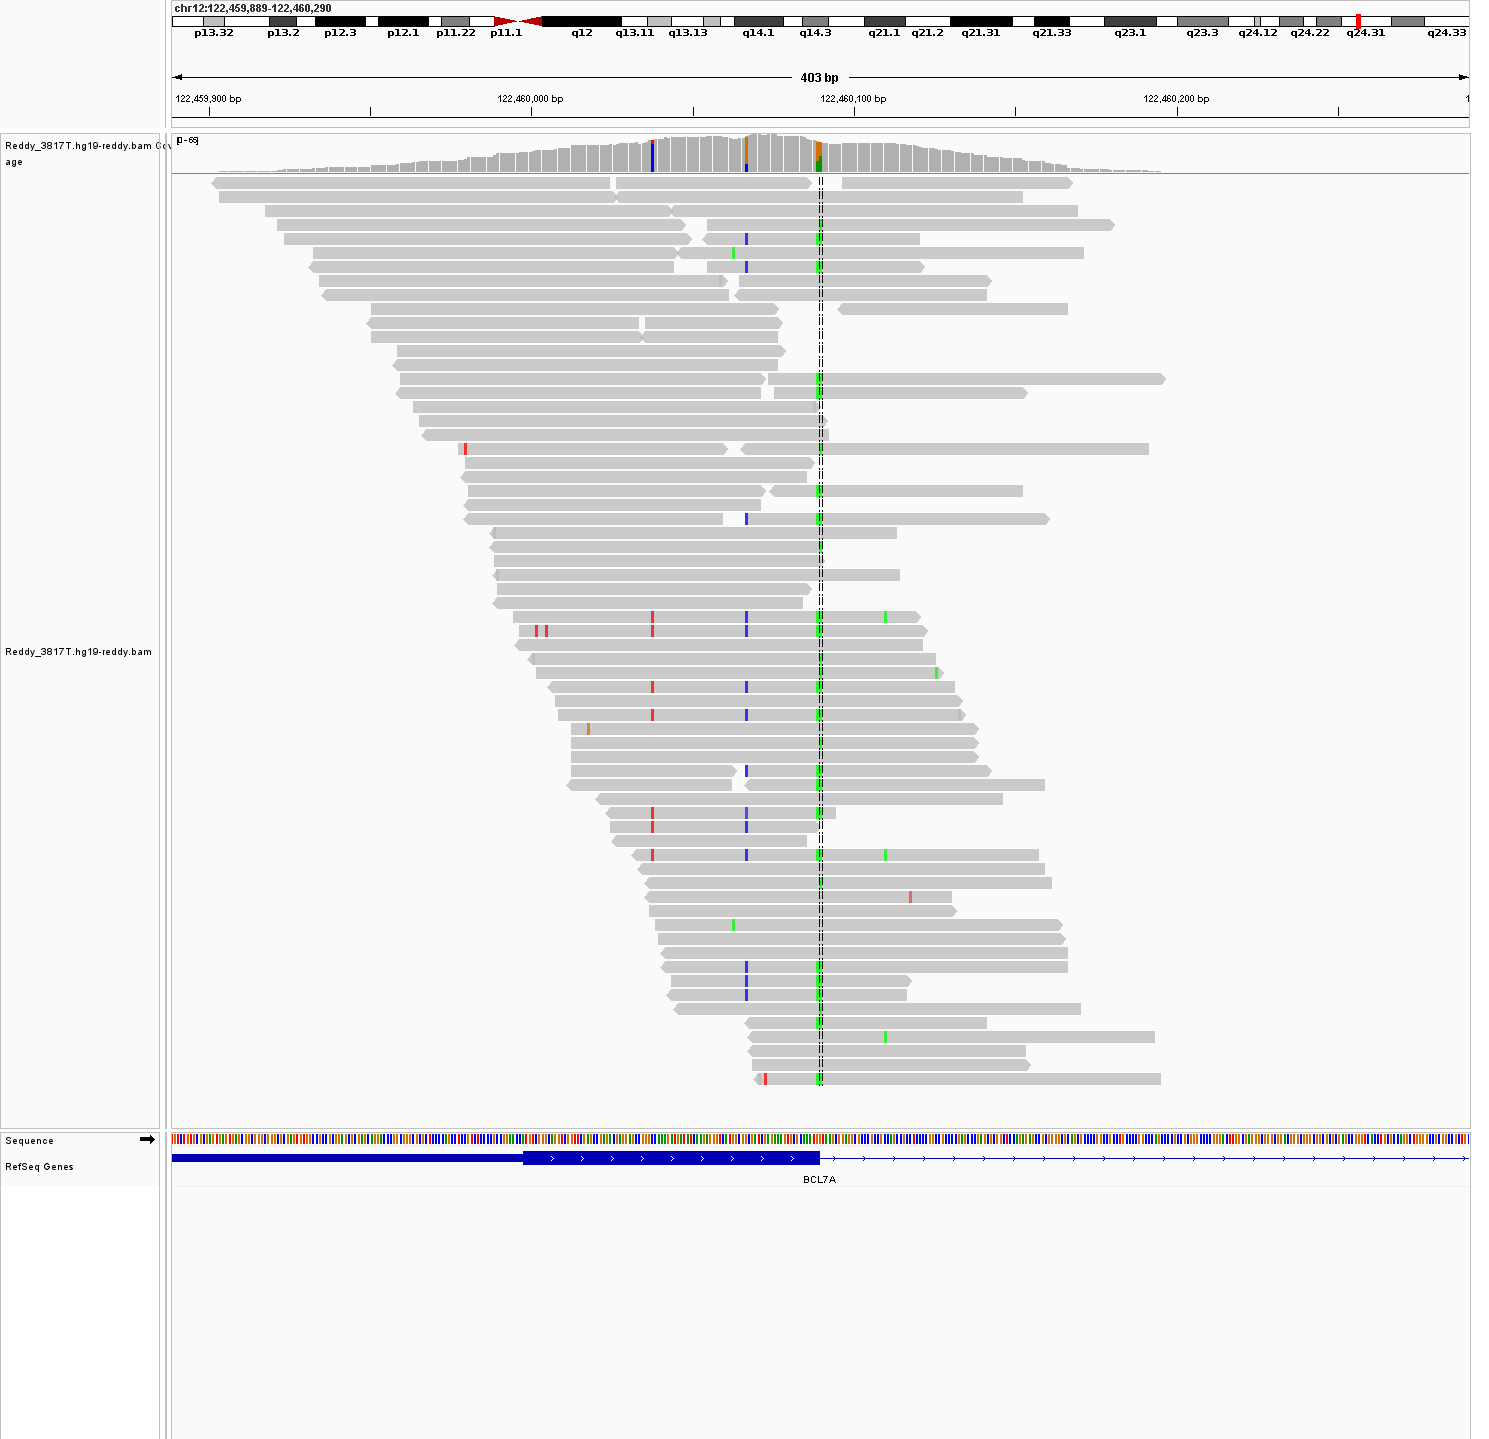 chr12:122,459,889-122,460,290
p13.32 p13.2 p12.3 p12.1 p11.22 p11.1 q12 q13.11 q13.13 q14.1 q14.3 q21.1 q21.2 q21.31 q21.33 q23.1 q23.3 q24.12 q24.22 q24.31 q24.33
403 bp
122,459,900 bp 122,460,000 bp 122,460,100 bp 122,460,200 bp 1
Reddy_3817T.hg19-reddy.bam Cov
age
[0 - 69]
Reddy_3817T.hg19-reddy.bam
Sequence
RefSeq Genes
BCL7A